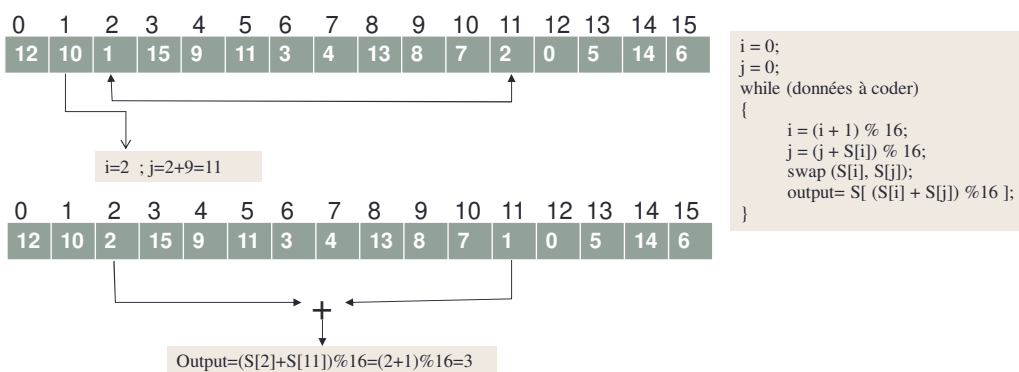 0 1 2 3 4 5 6 7 8 9 10 11 12 13 14 15
12 10 1 15 9 11 3 4 13 8 7 2 0 5 14 6
i=2 ; j=2+9=11
0 1 2 3 4 5 6 7 8 9 10 11 12 13 14 15
12 10 2 15 9 11 3 4 13 8 7 1 0 5 14 6
+
Output=(S[2]+S[11])%16=(2+1)%16=3
i = 0;
j = 0;
while (données à coder)
{
i = (i + 1) % 16;
j = (j + S[i]) % 16;
swap (S[i], S[j]);
output= S[ (S[i] + S[j]) %16 ];
}